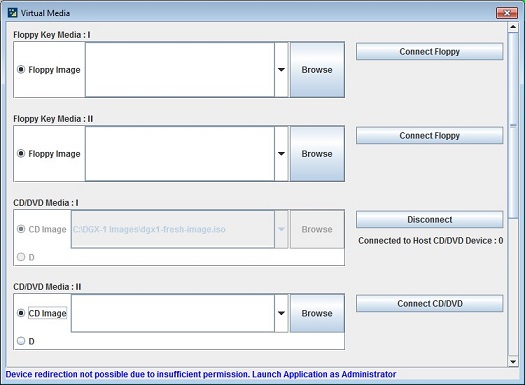 Virtual Media
Floppy Key Media : I
Floppy Image
Browse
Connect Floppy
Floppy Key Media : II
Floppy Image
Browse
Connect Floppy
CD/DVD Media : I
CD Image C:\DGX-1 Images\dgx1-fresh-image.iso
Browse
Disconnect
Connected to Host CD/DVD Device : 0
D
CD/DVD Media : II
CD Image
Browse
Connect CD/DVD
D
Device redirection not possible due to insufficient permission. Launch Application as Administrator